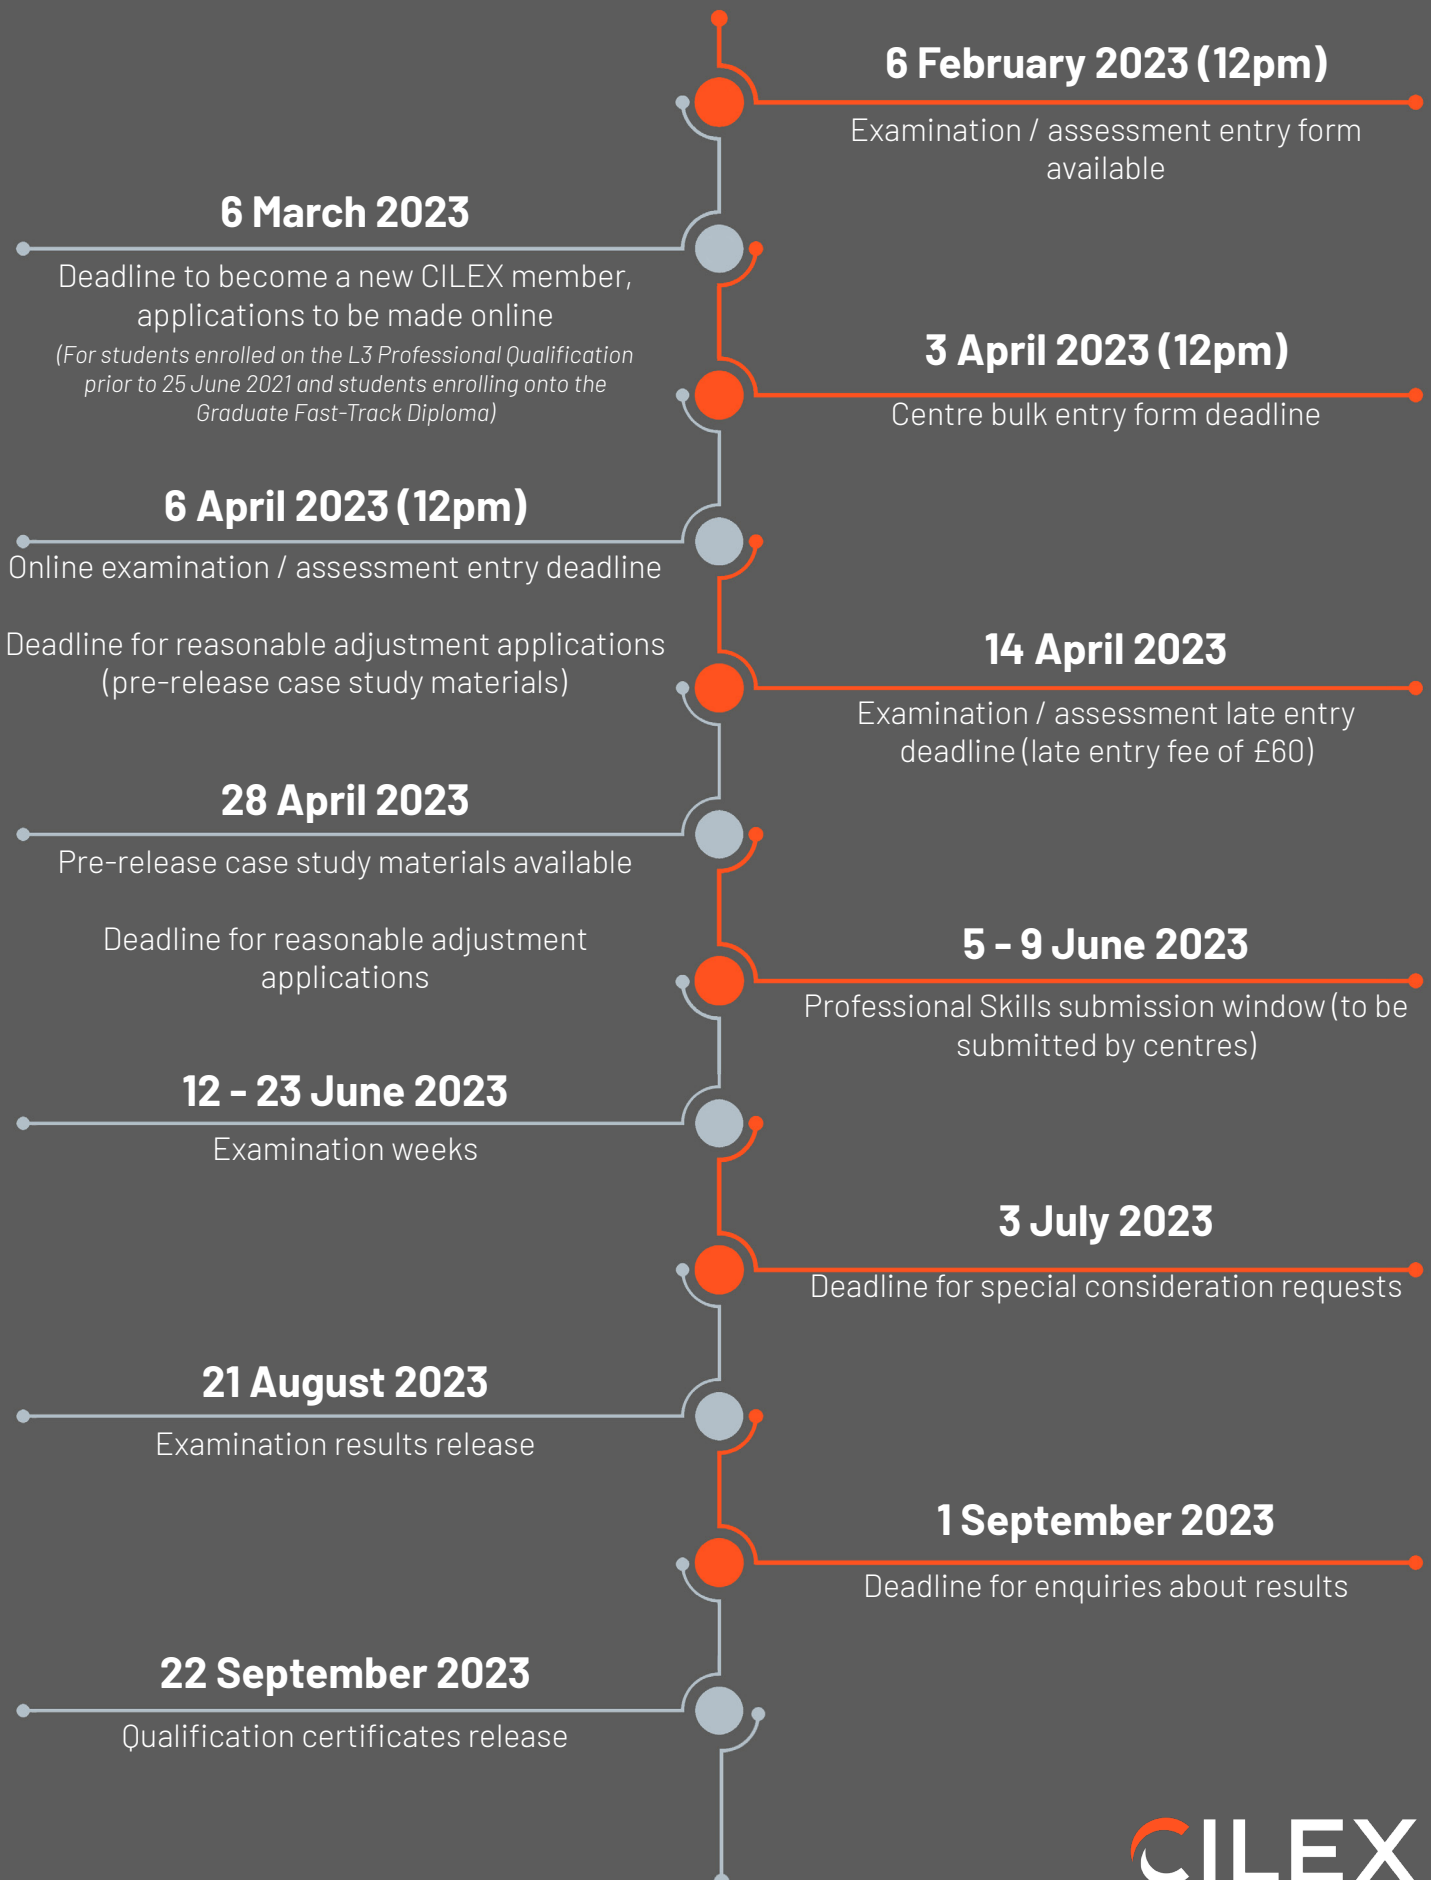 6 February 2023 (12pm)
Examination / assessment entry form
available
6 March 2023
Deadline to become a new CILEX member,
applications to be made online
(For students enrolled on the L3 Professional Qualification
prior to 25 June 2021 and students enrolling onto the
Graduate Fast-Track Diploma)
3 April 2023 (12pm)
Centre bulk entry form deadline
6 April 2023 (12pm)
Online examination / assessment entry deadline
Deadline for reasonable adjustment applications
(pre-release case study materials)
14 April 2023
Examination / assessment late entry
deadline (late entry fee of £60)
28 April 2023
Pre-release case study materials available
Deadline for reasonable adjustment
applications
5 - 9 June 2023
Professional Skills submission window (to be
submitted by centres)
12 - 23 June 2023
Examination weeks
3 July 2023
Deadline for special consideration requests
21 August 2023
Examination results release
1 September 2023
Deadline for enquiries about results
22 September 2023
Qualification certificates release
CILEX